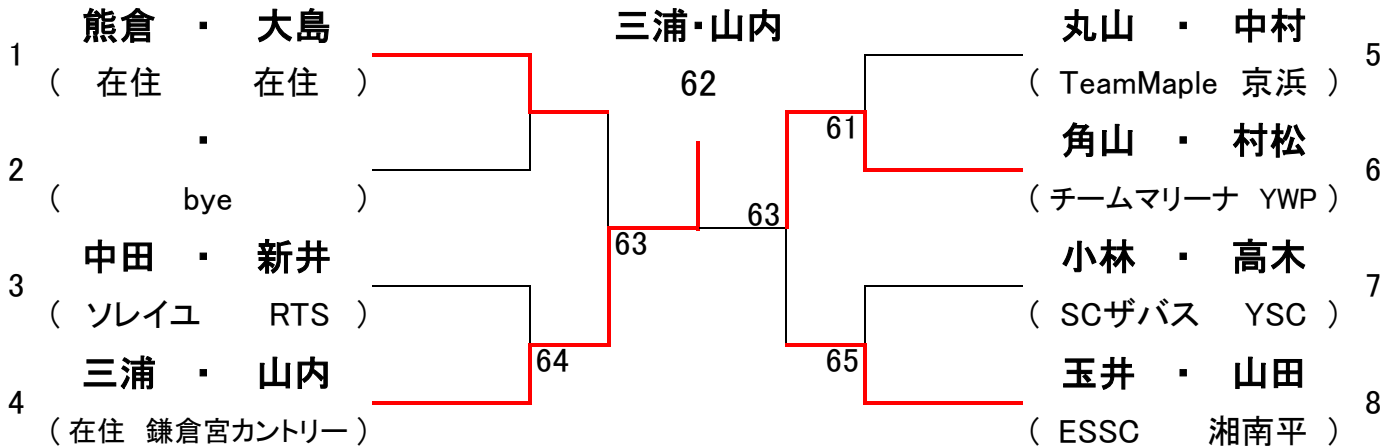 1
熊倉 ・ 大島
( 在住 在住 )
2
・
( bye )
3
中田 ・ 新井
( ソレイユ RTS )
4
三浦 ・ 山内
( 在住 鎌倉宮カントリー )
64
63
三浦・山内
62
63
61
65
丸山 ・ 中村
( TeamMaple 京浜 )
5
角山 ・ 村松
( チームマリーナ YWP )
6
小林 ・ 高木
( SCザバス YSC )
7
玉井 ・ 山田
( ESSC 湘南平 )
8